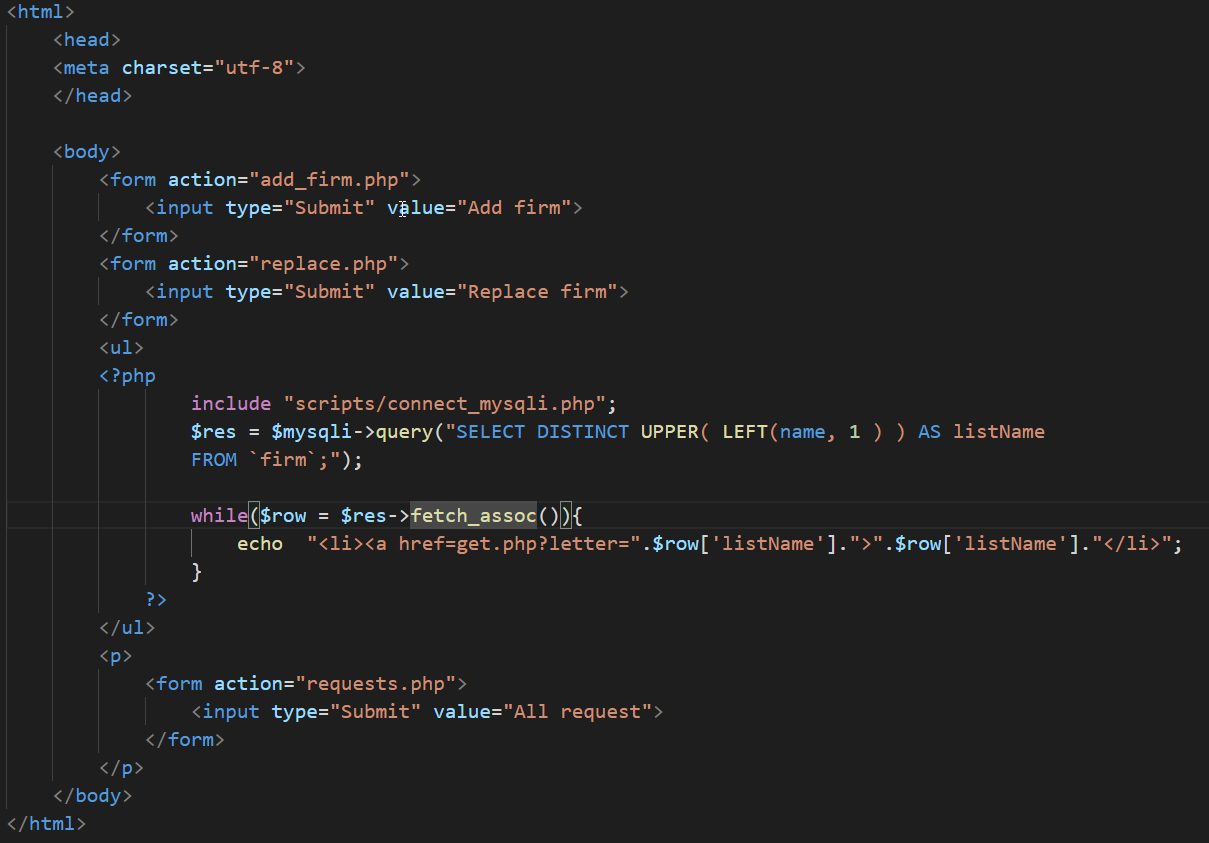 <html>
<head>
<meta charset="utf-8">
</head>
<body>
<form action="add_firm.php">
<input type="Submit" value="Add firm">
</form>
<form action="replace.php">
<input type="Submit" value="Replace firm">
</form>
<ul>
<?php
include "scripts/connect_mysqli.php";
$res = $mysqli->query("SELECT DISTINCT UPPER( LEFT(name, 1 ) ) AS listName
FROM `firm`;");
while($row = $res->fetch_assoc()){
echo  "<li><a href=get.php?letter=".$row['listName'].">".$row['listName']."</li>";
}
?>
</ul>
<p>
<form action="requests.php">
<input type="Submit" value="All request">
</form>
</p>
</body>
</html>